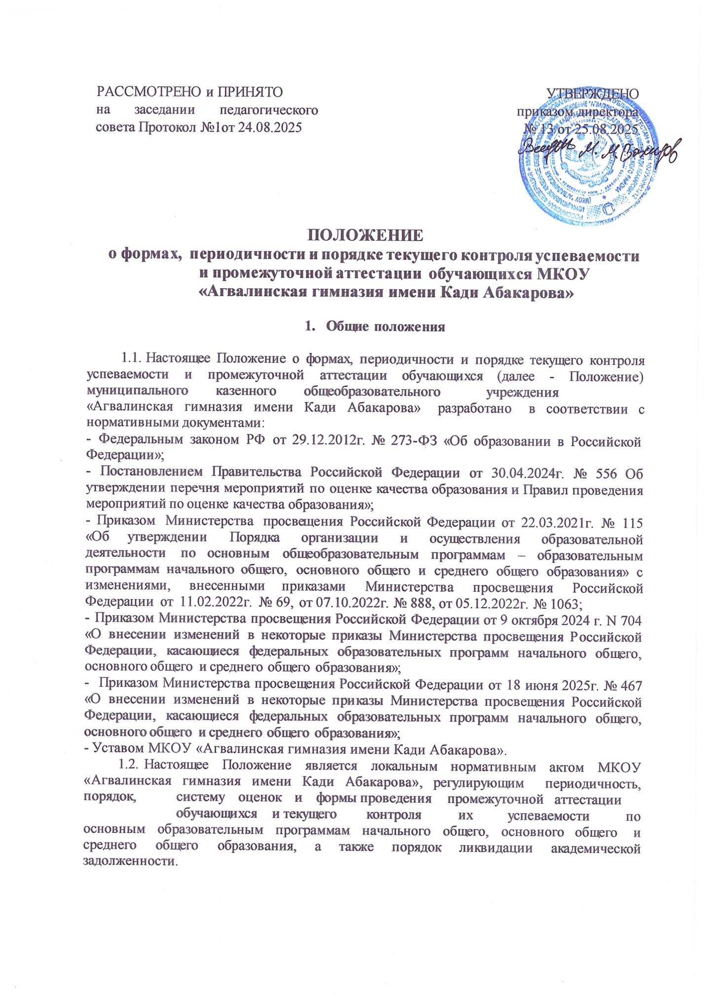 РАССМОТРЕНО и ПРИНЯТО
на заседании педагогического
совета Протокол №1от 24.08.2025
УТВЕРЖДЕНО
приказом директора
№ 13 от 25.08.2025
М. М.
ПОЛОЖЕНИЕ
о формах, периодичности и порядке текущего контроля успеваемости
и промежуточной аттестации обучающихся МКОУ
«Агвалинская гимназия имени Кади Абакарова»
1. Общие положения
1.1. Настоящее Положение о формах, периодичности и порядке текущего контроля
успеваемости и промежуточной аттестации обучающихся (далее - Положение)
муниципального казенного общеобразовательного учреждения
«Агвалинская гимназия имени Кади Абакарова» разработано в соответствии с
нормативными документами:
- Федеральным законом РФ от 29.12.2012г. № 273-ФЗ «Об образовании в Российской
Федерации»;
- Постановлением Правительства Российской Федерации от 30.04.2024г. № 556 Об
утверждении перечня мероприятий по оценке качества образования и Правил проведения
мероприятий по оценке качества образования»;
- Приказом Министерства просвещения Российской Федерации от 22.03.2021г. № 115
«Об утверждении Порядка организации и осуществления образовательной
деятельности по основным общеобразовательным программам – образовательным
программам начального общего, основного общего и среднего общего образования» с
изменениями, внесенными приказами Министерства просвещения Российской
Федерации от 11.02.2022г. № 69, от 07.10.2022г. № 888, от 05.12.2022г. № 1063;
- Приказом Министерства просвещения Российской Федерации от 9 октября 2024 г. N 704
«О внесении изменений в некоторые приказы Министерства просвещения Российской
Федерации, касающиеся федеральных образовательных программ начального общего,
основного общего и среднего общего образования»;
- Приказом Министерства просвещения Российской Федерации от 18 июня 2025г. № 467
«О внесении изменений в некоторые приказы Министерства просвещения Российской
Федерации, касающиеся федеральных образовательных программ начального общего,
основного общего и среднего общего образования»;
- Уставом МКОУ «Агвалинская гимназия имени Кади Абакарова».
1.2. Настоящее Положение является локальным нормативным актом МКОУ
«Агвалинская гимназия имени Кади Абакарова», регулирующим периодичность,
порядок, систему оценок и формы проведения промежуточной аттестации
обучающихся и текущего контроля их успеваемости по
основным образовательным программам начального общего, основного общего и
среднего общего образования, а также порядок ликвидации академической
задолженности.